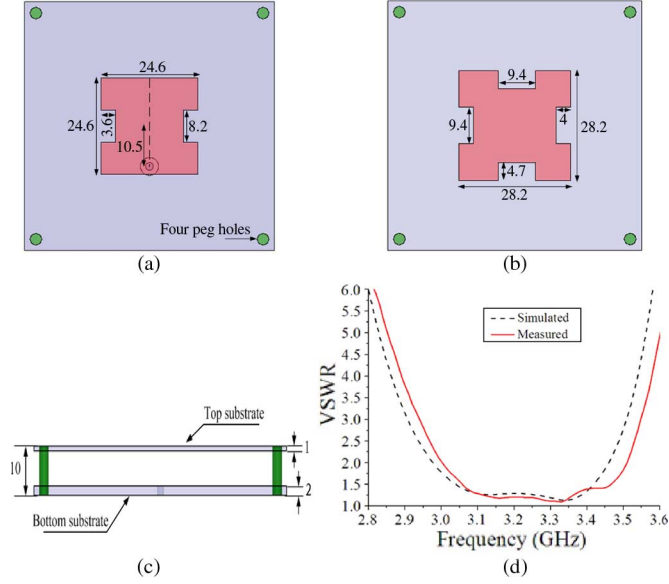 24.6
24.6
3.6
8.2
10.5
Four peg holes
(a)
9.4
9.4
4
28.2
4.7
28.2
(b)
Top substrate
1
10
2
Bottom substrate
(c)
6.0
5.5
5.0
4.5
4.0
3.5
3.0
2.5
2.0
1.5
1.0
VSWR
Simulated
Measured
2.8 2.9 3.0 3.1 3.2 3.3 3.4 3.5 3.6
Frequency (GHz)
(d)